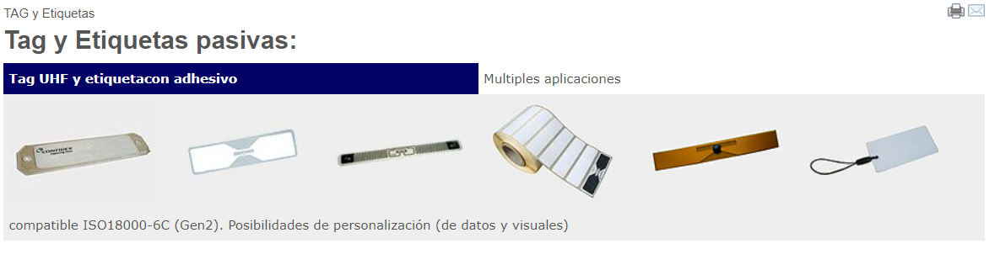 TAG y Etiquetas
Tag y Etiquetas pasivas:
Tag UHF y etiquetacon adhesivo
Multiples aplicaciones
CONFIDEX
compatible ISO18000-6C (Gen2). Posibilidades de personalización (de datos y visuales)